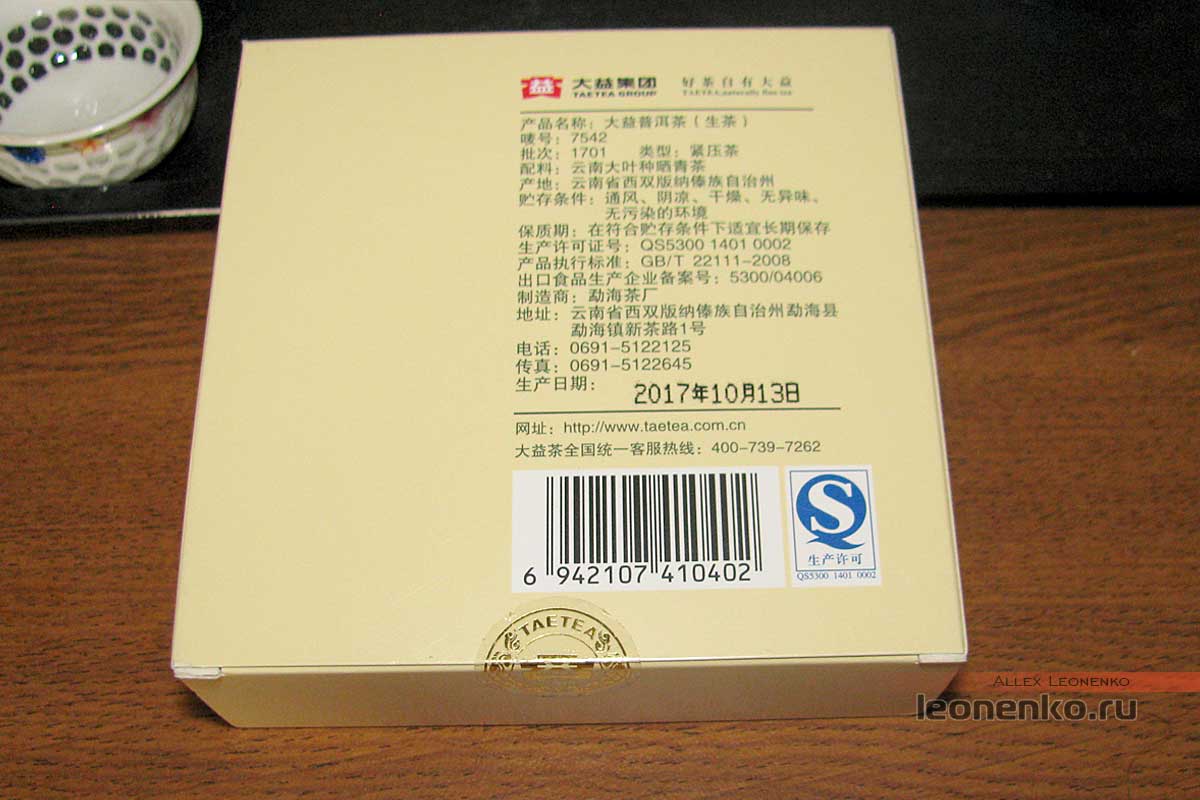 益 大益集团 好茶自有大益
TAETEA GROUP TAETEA, naturally fine tea
产品名称：大益普洱茶（生茶）
唛号：7542
批次：1701 类型：紧压茶
配料：云南大叶种晒青茶
产地：云南省西双版纳傣族自治州
贮存条件：通风、阴凉、干燥、无异味、
无污染的环境
保质期：在符合贮存条件下适宜长期保存
生产许可证号：QS5300 1401 0002
产品执行标准：GB/T 22111-2008
出口食品生产企业备案号：5300/04006
制造商：勐海茶厂
地址：云南省西双版纳傣族自治州勐海县
勐海镇新茶路1号
电话：0691-5122125
传真：0691-5122645
生产日期：2017年10月13日
网址：http://www.taetea.com.cn
大益茶全国统一客服热线：400-739-7262
6 942107 410402
生产许可
QS5300 1401 0002
TAETEA
ALLEX LEONENKO
leonenko.ru